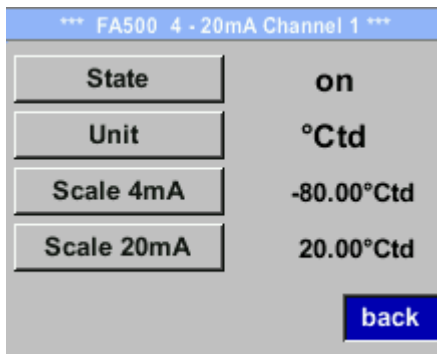 *** FA500 4 - 20mA Channel 1 ***
State on
Unit °Ctd
Scale 4mA -80.00°Ctd
Scale 20mA 20.00°Ctd
back